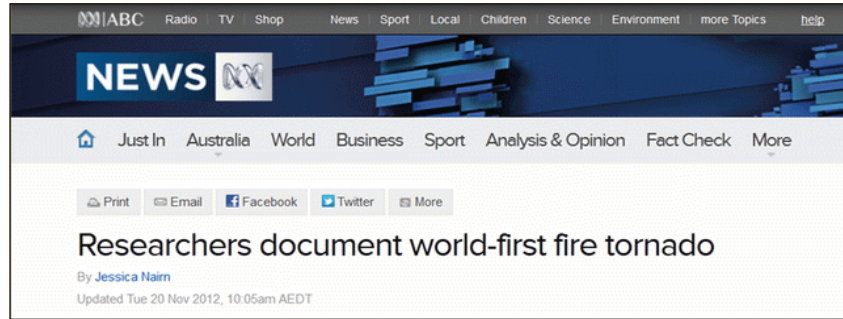 ABC Radio TV Shop News Sport Local Children Science Environment more Topics help
NEWS
Just In Australia World Business Sport Analysis & Opinion Fact Check More
Print Email Facebook Twitter More
Researchers document world-first fire tornado
By Jessica Nairn
Updated Tue 20 Nov 2012, 10:05am AEDT